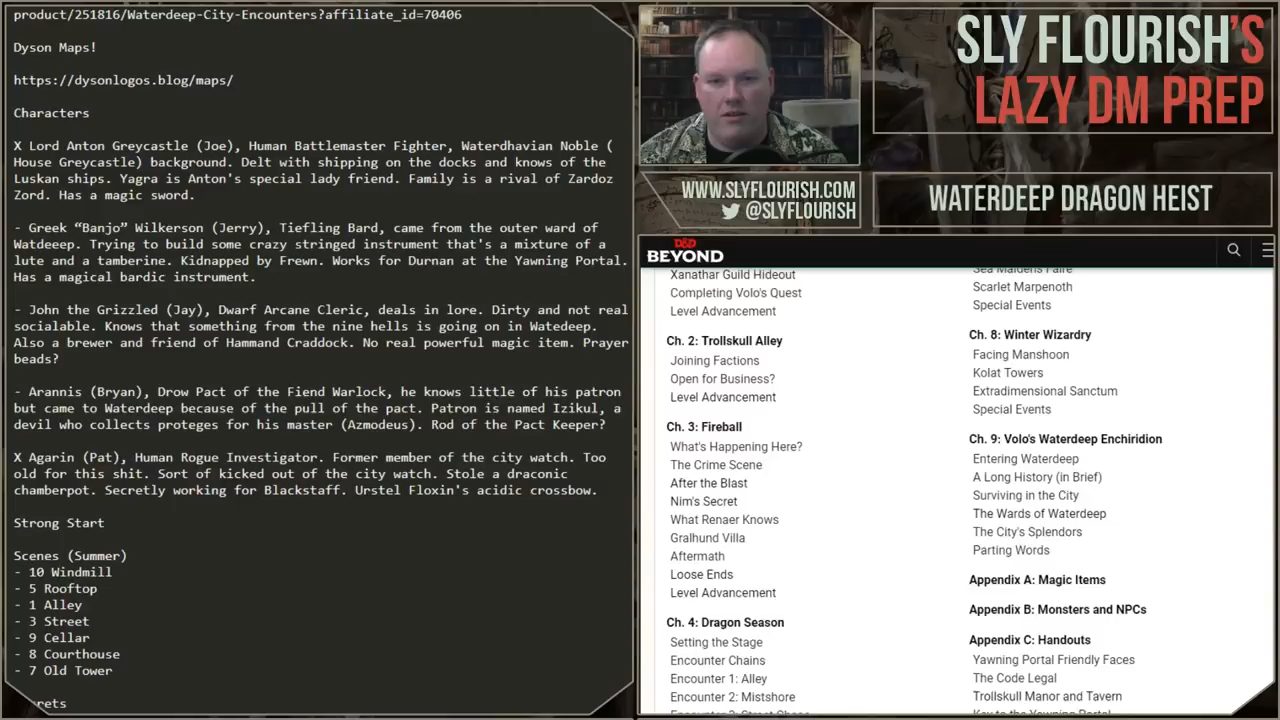 product/251816/Waterdeep-City-Encounters?affiliate_id=70406
Dyson Maps!
https://dysonlogos.blog/maps/
Characters
X Lord Anton Greycastle (Joe), Human Battlemaster Fighter, Waterdhavian Noble (
House Greycastle) background. Delt with shipping on the docks and knows of the
Luskan ships. Yagra is Anton's special lady friend. Family is a rival of Zardoz
Zord. Has a magic sword.
- Greek “Banjo” Wilkerson (Jerry), Tiefling Bard, came from the outer ward of
Watdeeep. Trying to build some crazy stringed instrument that's a mixture of a
lute and a tamberine. Kidnapped by Frewn. Works for Durnan at the Yawning Portal.
Has a magical bardic instrument.
- John the Grizzled (Jay), Dwarf Arcane Cleric, deals in lore. Dirty and not real
socialable. Knows that something from the nine hells is going on in Watedeep.
Also a brewer and friend of Hammand Craddock. No real powerful magic item. Prayer
beads?
- Arannis (Bryan), Drow Pact of the Fiend Warlock, he knows little of his patron
but came to Waterdeep because of the pull of the pact. Patron is named Izikul, a
devil who collects proteges for his master (Azmodeus). Rod of the Pact Keeper?
X Agarin (Pat), Human Rogue Investigator. Former member of the city watch. Too
old for this shit. Sort of kicked out of the city watch. Stole a draconic
chamberpot. Secretly working for Blackstaff. Urstel Floxin's acidic crossbow.
Strong Start
Scenes (Summer)
- 10 Windmill
- 5 Rooftop
- 1 Alley
- 3 Street
- 9 Cellar
- 8 Courthouse
- 7 Old Tower
rets
SLY FLOURISH'S
LAZY DM PREP
WWW.SLYFLOURISH.COM
@SLYFLOURISH
WATERDEEP DRAGON HEIST
D&D
BEYOND
Xanathar Guild Hideout
Completing Volo's Quest
Level Advancement
Ch. 2: Trollskull Alley
Joining Factions
Open for Business?
Level Advancement
Ch. 3: Fireball
What's Happening Here?
The Crime Scene
After the Blast
Nim's Secret
What Renaer Knows
Gralhund Villa
Aftermath
Loose Ends
Level Advancement
Ch. 4: Dragon Season
Setting the Stage
Encounter Chains
Encounter 1: Alley
Encounter 2: Mistshore
Sea Maidens Faire
Scarlet Marpenoth
Special Events
Ch. 8: Winter Wizardry
Facing Manshoon
Kolat Towers
Extradimensional Sanctum
Special Events
Ch. 9: Volo's Waterdeep Enchiridion
Entering Waterdeep
A Long History (in Brief)
Surviving in the City
The Wards of Waterdeep
The City's Splendors
Parting Words
Appendix A: Magic Items
Appendix B: Monsters and NPCs
Appendix C: Handouts
Yawning Portal Friendly Faces
The Code Legal
Trollskull Manor and Tavern